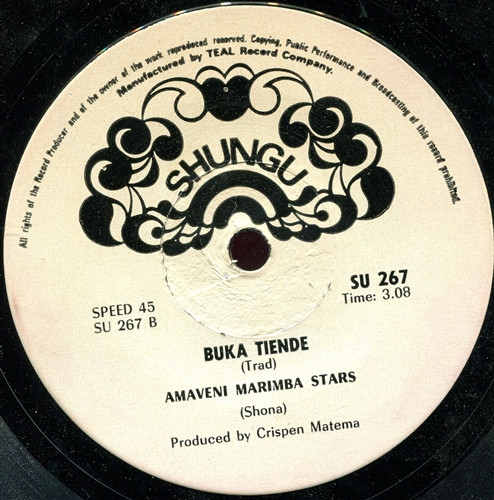 All rights of the Record Producer and of the owner of the work reproduced reserved. Copying, Public Performance and Broadcasting of this record prohibited.
Manufactured by TEAL Record Company.
SHUNGU
SPEED 45
SU 267 B
SU 267
Time: 3.08
BUKA TIENDE
(Trad)
AMAVENI MARIMBA STARS
(Shona)
Produced by Crispen Matema